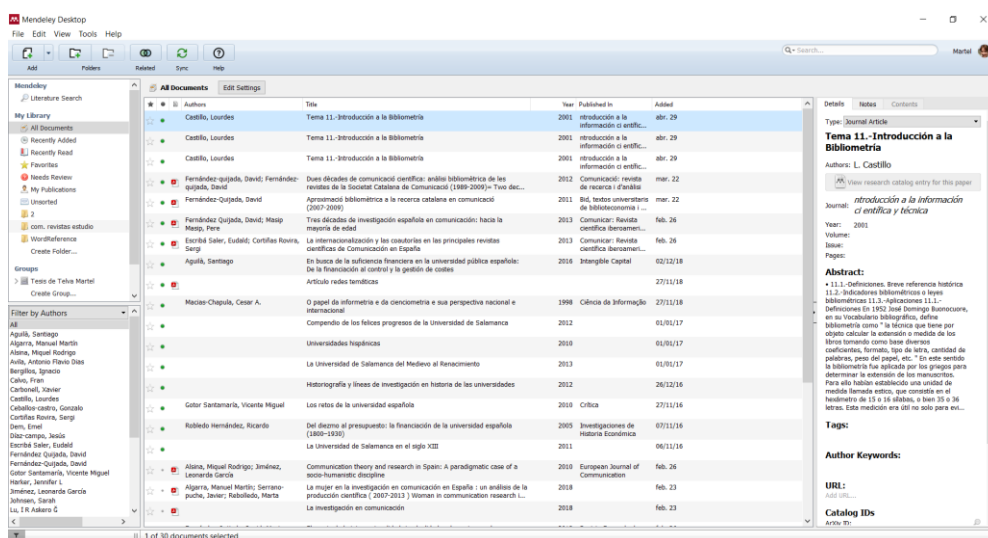 Mendeley Desktop
File Edit View Tools Help
Add Folders Related Sync Help
Search...
Martel
Mendeley
Literature Search
My Library
All Documents
Recently Added
Recently Read
Favorites
Needs Review
My Publications
Unsorted
2
com. revistas estudio
WordReference
Create Folder...
Groups
Tesis de Telva Martel
Create Group...
Filter by Authors
All
Aguilá, Santiago
Algarra, Manuel Martín
Alsina, Miquel Rodrigo
Avila, Antonio Flavio Dias
Bergillos, Ignacio
Calvo, Fran
Carbonell, Xavier
Castillo, Lourdes
Ceballos-castro, Gonzalo
Cortiñas Rovira, Sergi
Dem, Emel
Díaz-campo, Jesús
Escribá Saler, Eudald
Fernández Quijada, David
Fernández-Quijada, David
Gotor Santamaría, Vicente Miguel
Harker, Jennifer L
Jiménez, Leonarda García
Johnsen, Sarah
Lu, I R Askero Ĝ
All Documents Edit Settings
Authors Title Year Published In Added
Castillo, Lourdes Tema 11.-Introducción a la Bibliometría 2001 ntroducción a la abr. 29
información ci entífic...
Castillo, Lourdes Tema 11.-Introducción a la Bibliometría 2001 ntroducción a la abr. 29
información ci entífic...
Castillo, Lourdes Tema 11.-Introducción a la Bibliometría 2001 ntroducción a la abr. 29
información ci entífic...
Fernández-quijada, David; Fernández- Dues décades de comunicació científica: anàlisi bibliomètrica de les 2012 Comunicació: revista mar. 22
quijada, David revistes de la Societat Catalana de Comunicació (1989-2009)= Two dec... de recerca i d'anàlisi
Fernández-Quijada, David Aproximació bibliomètrica a la recerca catalana en comunicació 2011 Bid, textos universitaris mar. 22
(2007-2009) de biblioteconomia i ...
Fernández Quijada, David; Masip Tres décadas de investigación española en comunicación: hacia la 2013 Comunicar: Revista feb. 26
Masip, Pere mayoría de edad científica iberoameri...
Escribá Saler, Eudald; Cortiñas Rovira, La internacionalización y las coautorías en las principales revistas 2013 Comunicar: Revista feb. 26
Sergi científicas de Comunicación en España científica iberoameri...
Aguilá, Santiago En busca de la suficiencia financiera en la universidad pública española: 2016 Intangible Capital 02/12/18
De la financiación al control y la gestión de costes
Artículo redes temáticas 27/11/18
Macias-Chapula, Cesar A. O papel da informetria e da cienciometria e sua perspectiva nacional e 1998 Ciência da Informação 27/11/18
internacional
Compendio de los felices progresos de la Universidad de Salamanca 2012 01/01/17
Universidades hispánicas 2010 01/01/17
La Universidad de Salamanca del Medievo al Renacimiento 2013 01/01/17
Historiografía y líneas de investigación en historia de las universidades 2012 26/12/16
Gotor Santamaría, Vicente Miguel Los retos de la universidad española 2010 Crítica 27/11/16
Robledo Hernández, Ricardo Del diezmo al presupuesto: la financiación de la universidad española 2005 Investigaciones de 07/11/16
(1800–1930) Historia Económica
La Universidad de Salamanca en el siglo XIII 2011 06/11/16
Alsina, Miquel Rodrigo; Jiménez, Communication theory and research in Spain: A paradigmatic case of a 2010 European Journal of feb. 26
Leonarda García socio-humanistic discipline Communication
Algarra, Manuel Martín; Serrano- La mujer en la investigación en comunicación en España : un análisis de la 2018 feb. 23
puche, Javier; Rebolledo, Marta producción científica ( 2007-2013 ) Woman in communication research i...
La investigación en comunicación 2018 feb. 23
1 of 30 documents selected
Details Notes Contents
Type: Journal Article
Tema 11.-Introducción a la
Bibliometría
Authors: L. Castillo
View research catalog entry for this paper
Journal: ntroducción a la información
ci entífica y técnica
Year: 2001
Volume:
Issue:
Pages:
Abstract:
• 11.1.-Definiciones. Breve referencia histórica
11.2.-Indicadores bibliométricos o leyes
bibliométricas 11.3.-Aplicaciones 11.1.-
Definiciones En 1952 José Domingo Buonocuore,
en su Vocabulario bibliográfico, define
bibliometría como " la técnica que tiene por
objeto calcular la extensión o medida de los
libros tomando como base diversos
coeficientes, formato, tipo de letra, cantidad de
palabras, peso del papel, etc. " En este sentido
la bibliometría fue aplicada por los griegos para
determinar la extensión de los manuscritos.
Para ello habían establecido una unidad de
medida llamada estico, que consistía en el
hexámetro de 15 o 16 sílabas, o bien 35 o 36
letras. Esta medición era útil no solo para evi...
Tags:
Author Keywords:
URL:
Add URL...
Catalog IDs
ArXiv ID: